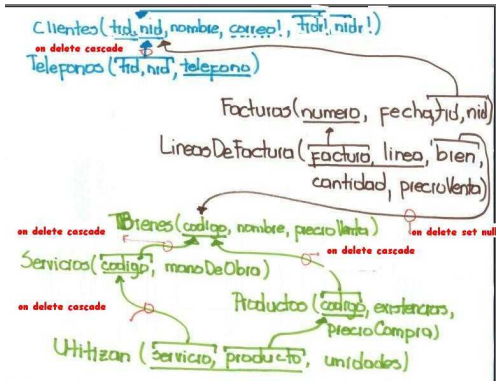 Clientes(tid, nid, nombre, correo!, tidr!, nidr!)
on delete cascade
Telefonos(tid, nid, telefono)
Facturas(numero, fecha, tid, nid)
LineasDeFactura(factura, linea, bien,
cantidad, precioVenta)
on delete set null
Bienes(codigo, nombre, precioVenta)
on delete cascade
on delete cascade
Servicios(codigo, manoDeObra)
on delete cascade
Productos(codigo, existencias,
precioCompra)
Utilizan(servicio, producto, unidades)